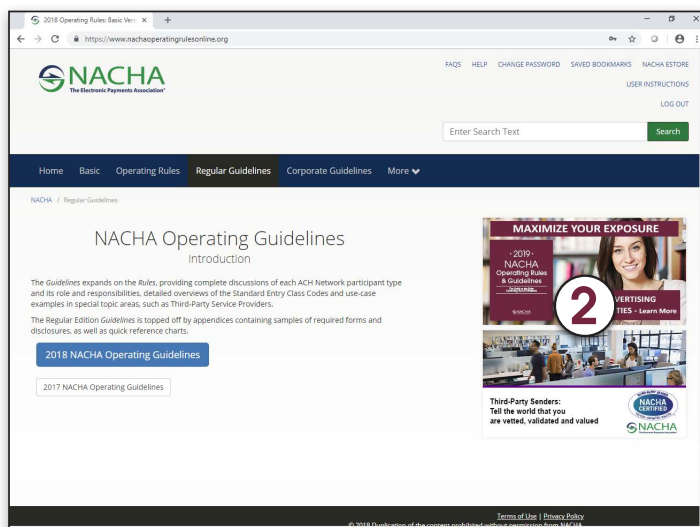 2018 Operating Rules: Basic Vers
https://www.nachaoperatingrulesonline.org
NACHA
The Electronic Payments Association®
FAQS HELP CHANGE PASSWORD SAVED BOOKMARKS NACHA ESTORE
USER INSTRUCTIONS
LOG OUT
Enter Search Text Search
Home Basic Operating Rules Regular Guidelines Corporate Guidelines More
NACHA / Regular Guidelines
NACHA Operating Guidelines
Introduction
The Guidelines expands on the Rules, providing complete discussions of each ACH Network participant type
and its role and responsibilities, detailed overviews of the Standard Entry Class Codes and use-case
examples in special topic areas, such as Third-Party Service Providers.
The Regular Edition Guidelines is topped off by appendices containing samples of required forms and
disclosures, as well as quick reference charts.
2018 NACHA Operating Guidelines
2017 NACHA Operating Guidelines
MAXIMIZE YOUR EXPOSURE
·2019·
NACHA
Operating Rules
& Guidelines
NACHA
2
VERTISING
TIES - Learn More
Third-Party Senders:
Tell the world that you
are vetted, validated and valued
NACHA
CERTIFIED
NACHA
Terms of Use | Privacy Policy
© 2018 Duplication of the content prohibited without permission from NACHA